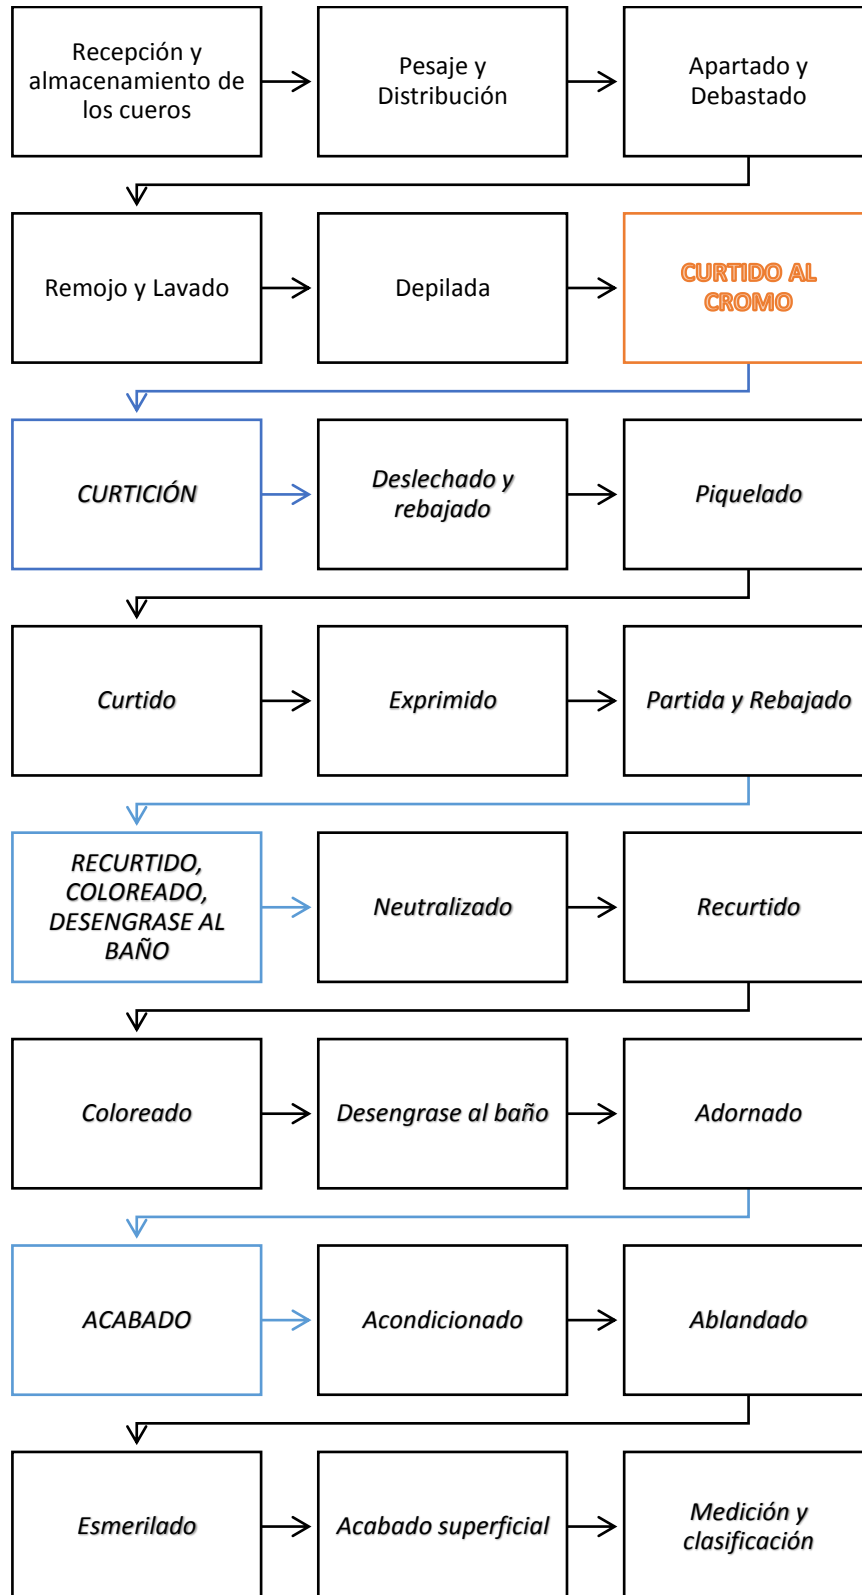 Recepción y
almacenamiento de
los cueros
Pesaje y
Distribución
Apartado y
Debastado
Remojo y Lavado
Depilada
CURTIDO AL
CROMO
CURTICIÓN
Deslechado y
rebajado
Piquelado
Curtido
Exprimido
Partida y Rebajado
RECURTIDO,
COLOREADO,
DESENGRASE AL
BAÑO
Neutralizado
Recurtido
Coloreado
Desengrase al baño
Adornado
ACABADO
Acondicionado
Ablandado
Esmerilado
Acabado superficial
Medición y
clasificación